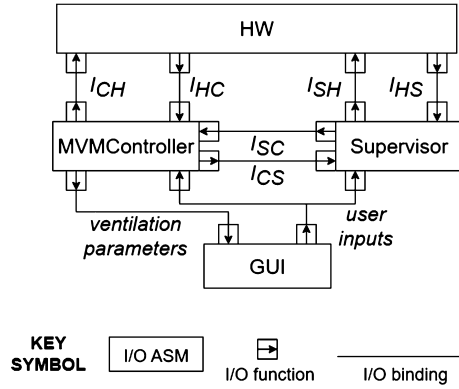 HW
I_CH I_HC I_SH I_HS
MVMController Supervisor
I_SC
I_CS
ventilation
parameters
user
inputs
GUI
KEY
SYMBOL
I/O ASM
I/O function
I/O binding